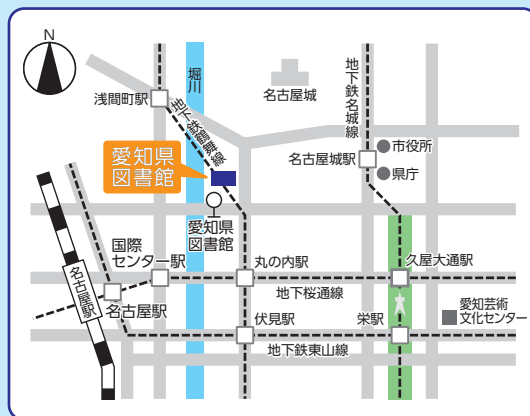 N
堀川
地下鉄名城線
浅間町駅
名古屋城
地下鉄鶴舞線
市役所
名古屋城駅
県庁
愛知県
図書館
愛知県
図書館
国際
センター駅
丸の内駅
久屋大通駅
名古屋駅
名古屋駅
地下桜通線
愛知芸術
文化センター
伏見駅
栄駅
地下鉄東山線